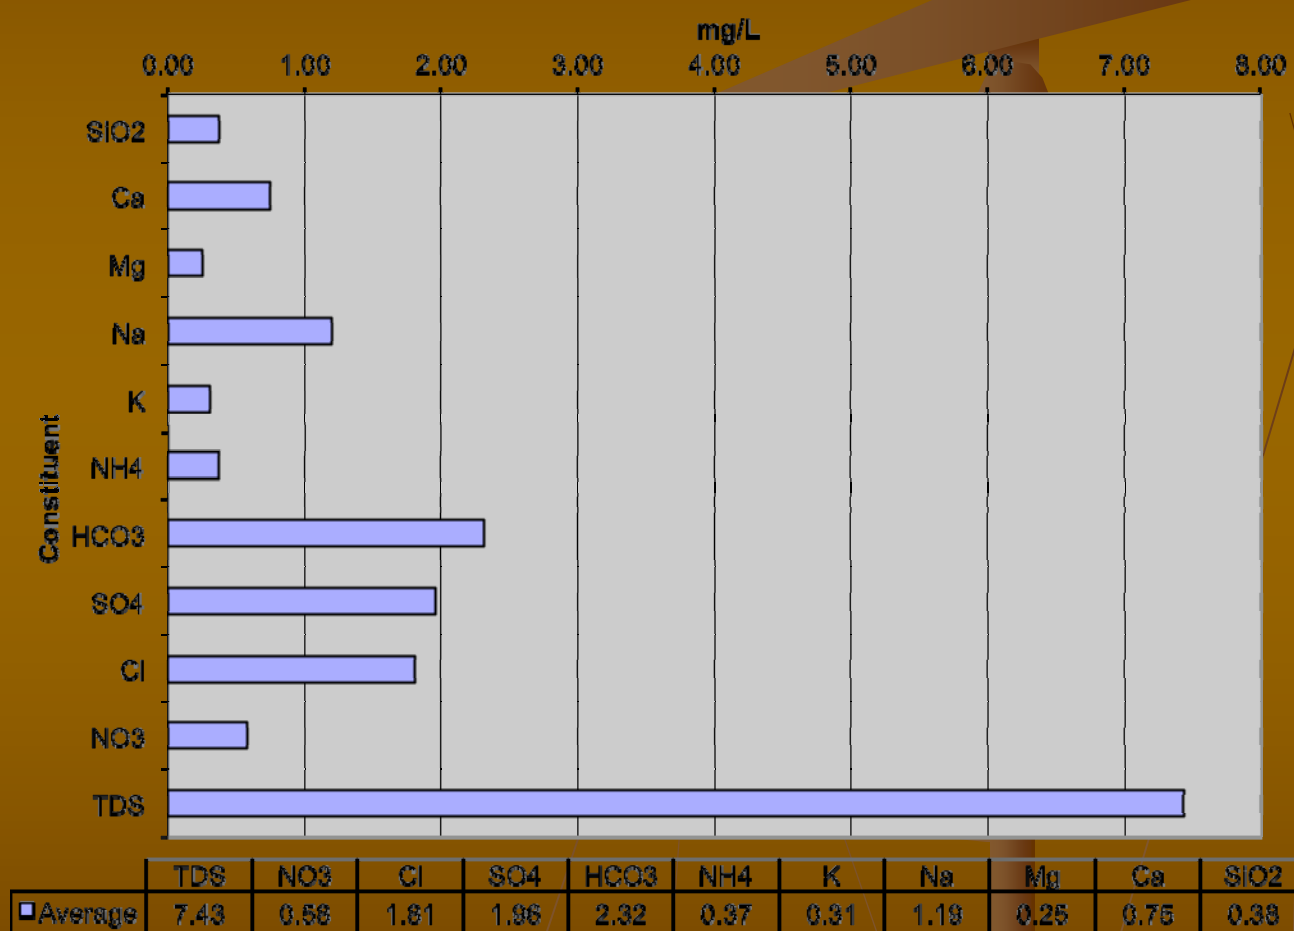 mg/L
0.00 1.00 2.00 3.00 4.00 5.00 6.00 7.00 8.00
SIO2
Ca
Mg
Na
K
NH4
Constituent
HCO3
SO4
Cl
NO3
TDS
TDS NO3 Cl SO4 HCO3 NH4 K Na Mg Ca SIO2
Average 7.43 0.58 1.81 1.96 2.32 0.37 0.31 1.19 0.25 0.75 0.38